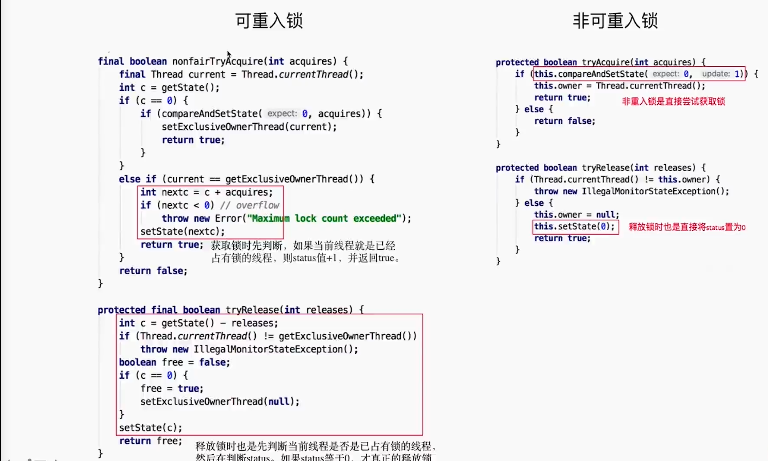 可重入锁
final boolean nonfairTryAcquire(int acquires) {
final Thread current = Thread.currentThread();
int c = getState();
if (c == 0) {
if (compareAndSetState( expect: 0, acquires)) {
setExclusiveOwnerThread(current);
return true;
}
}
else if (current == getExclusiveOwnerThread()) {
int nextc = c + acquires;
if (nextc < 0) // overflow
throw new Error("Maximum lock count exceeded");
setState(nextc);
return true;
获取锁时先判断，如果当前线程就是已经
占有锁的线程，则status值+1，并返回true。
}
return false;
}
protected final boolean tryRelease(int releases) {
int c = getState() - releases;
if (Thread.currentThread() != getExclusiveOwnerThread())
throw new IllegalMonitorStateException();
boolean free = false;
if (c == 0) {
free = true;
setExclusiveOwnerThread(null);
}
setState(c);
return free;
}
释放锁时也是先判断当前线程是否是已占有锁的线程，
然后在判断status。如果status等于0，才真正的释放锁
非可重入锁
protected boolean tryAcquire(int acquires) {
if (this.compareAndSetState( expect: 0, update: 1)) {
this.owner = Thread.currentThread();
return true;
非重入锁是直接尝试获取锁
} else {
return false;
}
}
protected boolean tryRelease(int releases) {
if (Thread.currentThread() != this.owner) {
throw new IllegalMonitorStateException();
} else {
this.owner = null;
this.setState(0);
释放锁时也是直接将status置为0
return true;
}
}